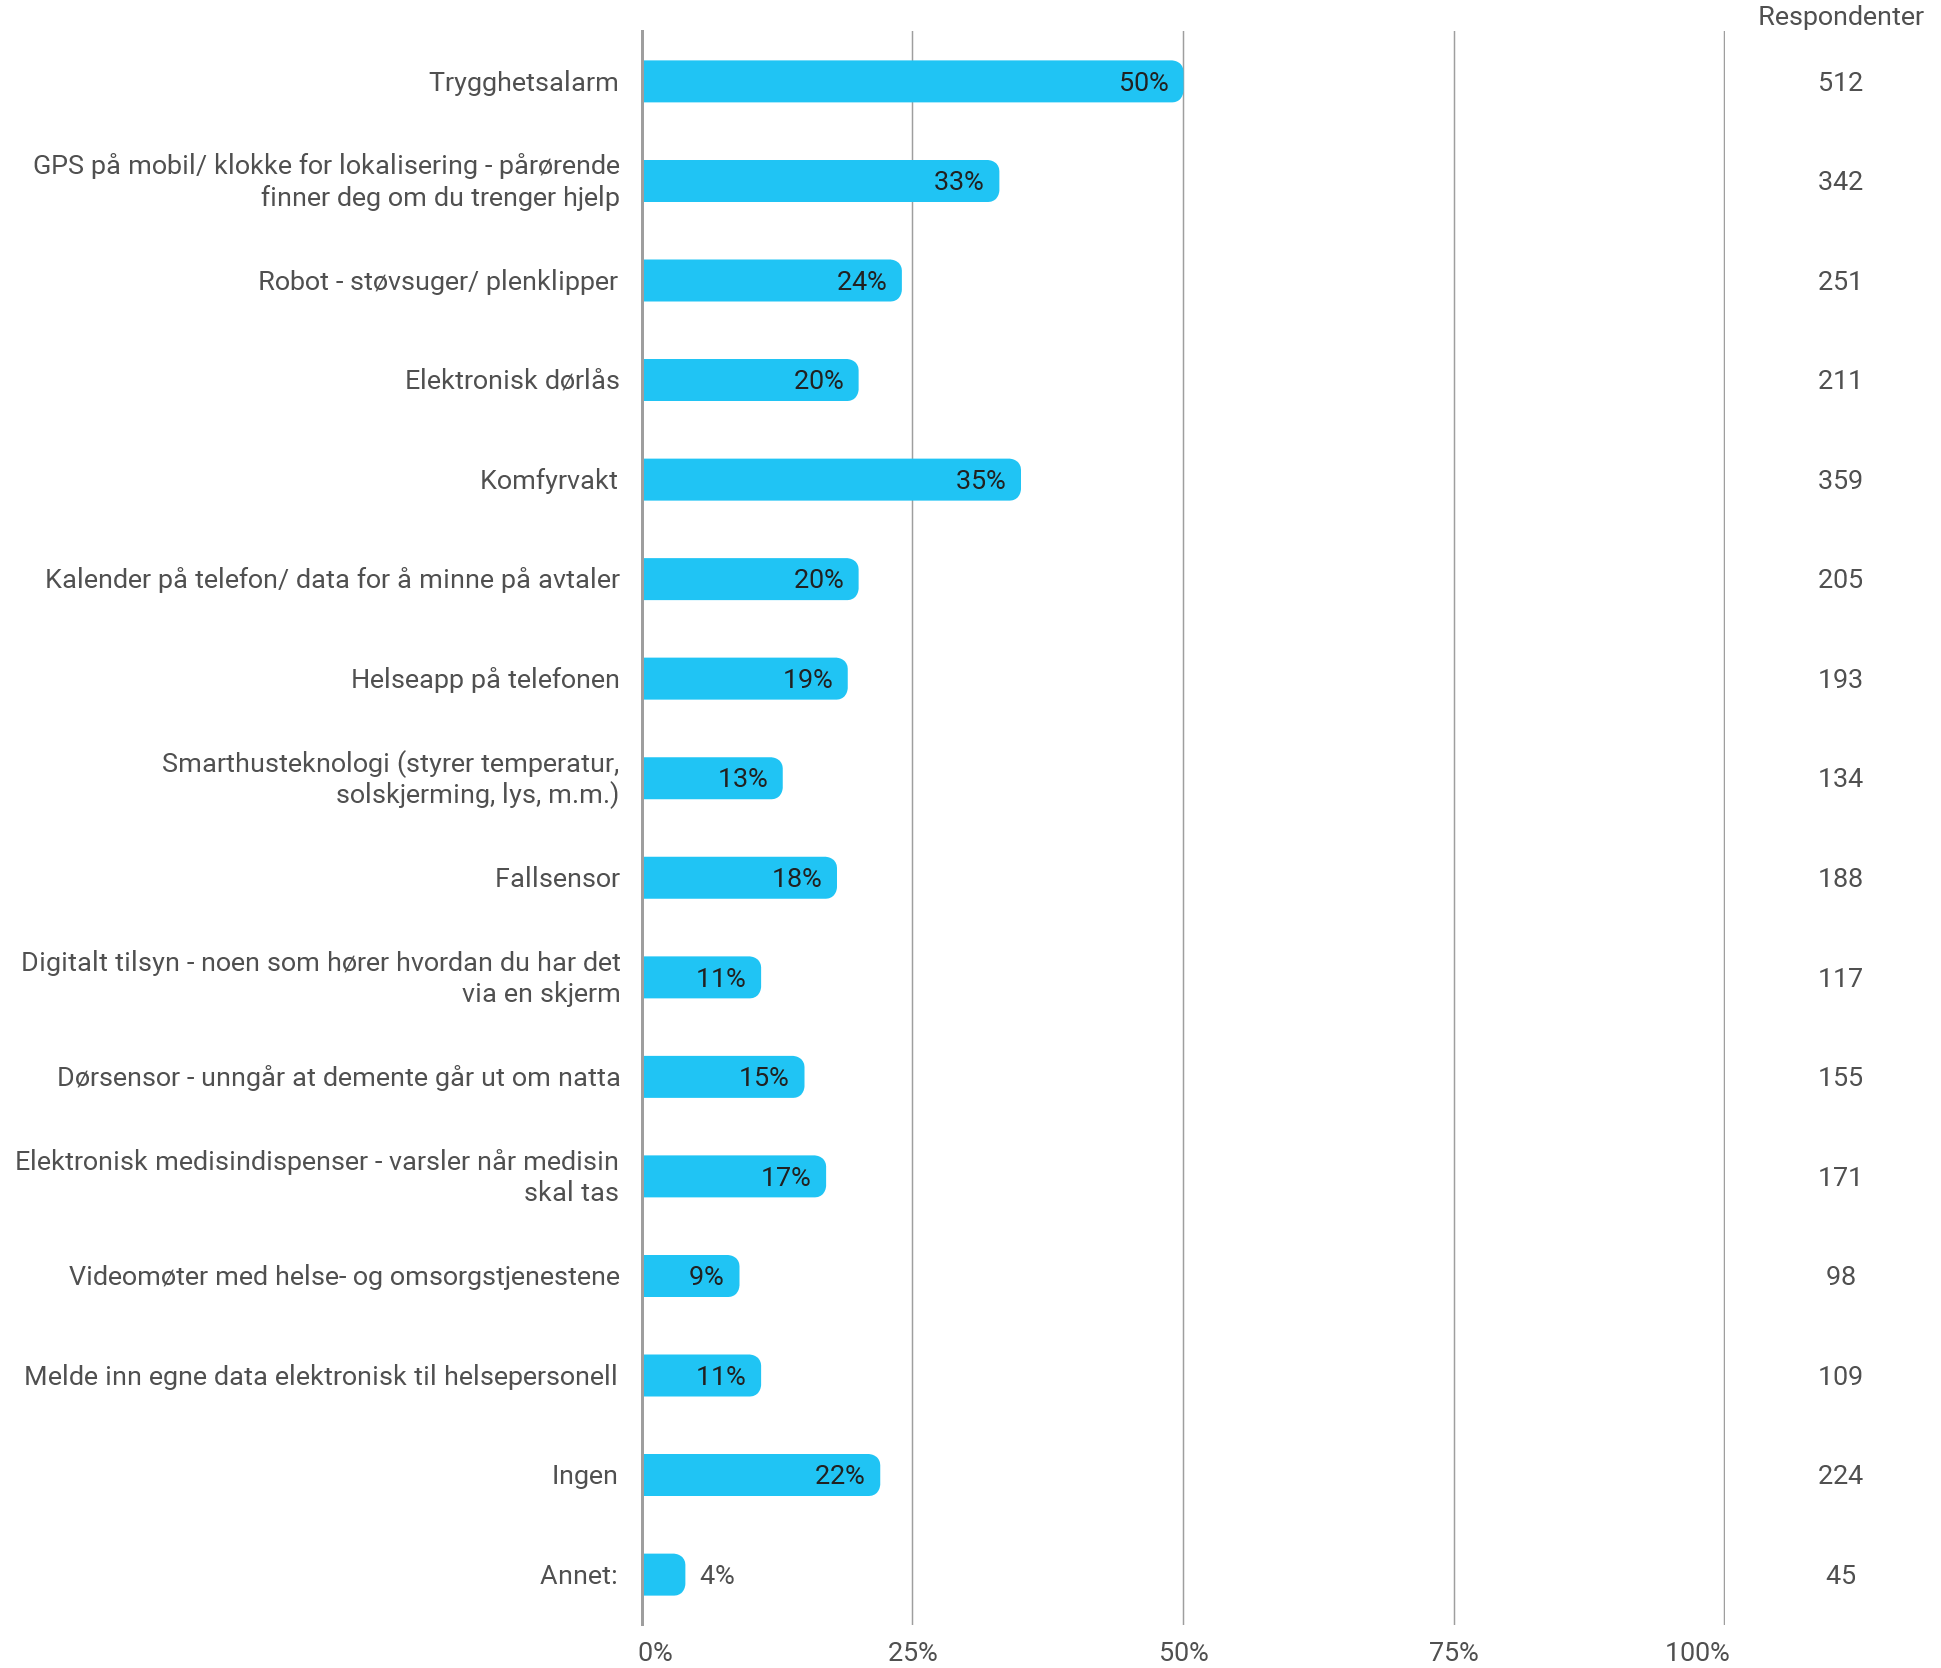 Respondenter
Trygghetsalarm 50% 512
GPS på mobil/ klokke for lokalisering - pårørende
finner deg om du trenger hjelp 33% 342
Robot - støvsuger/ plenklipper 24% 251
Elektronisk dørlås 20% 211
Komfyrvakt 35% 359
Kalender på telefon/ data for å minne på avtaler 20% 205
Helseapp på telefonen 19% 193
Smarthusteknologi (styrer temperatur,
solskjerming, lys, m.m.) 13% 134
Fallsensor 18% 188
Digitalt tilsyn - noen som hører hvordan du har det
via en skjerm 11% 117
Dørsensor - unngår at demente går ut om natta 15% 155
Elektronisk medisindispenser - varsler når medisin
skal tas 17% 171
Videomøter med helse- og omsorgstjenestene 9% 98
Melde inn egne data elektronisk til helsepersonell 11% 109
Ingen 22% 224
Annet: 4% 45
0% 25% 50% 75% 100%